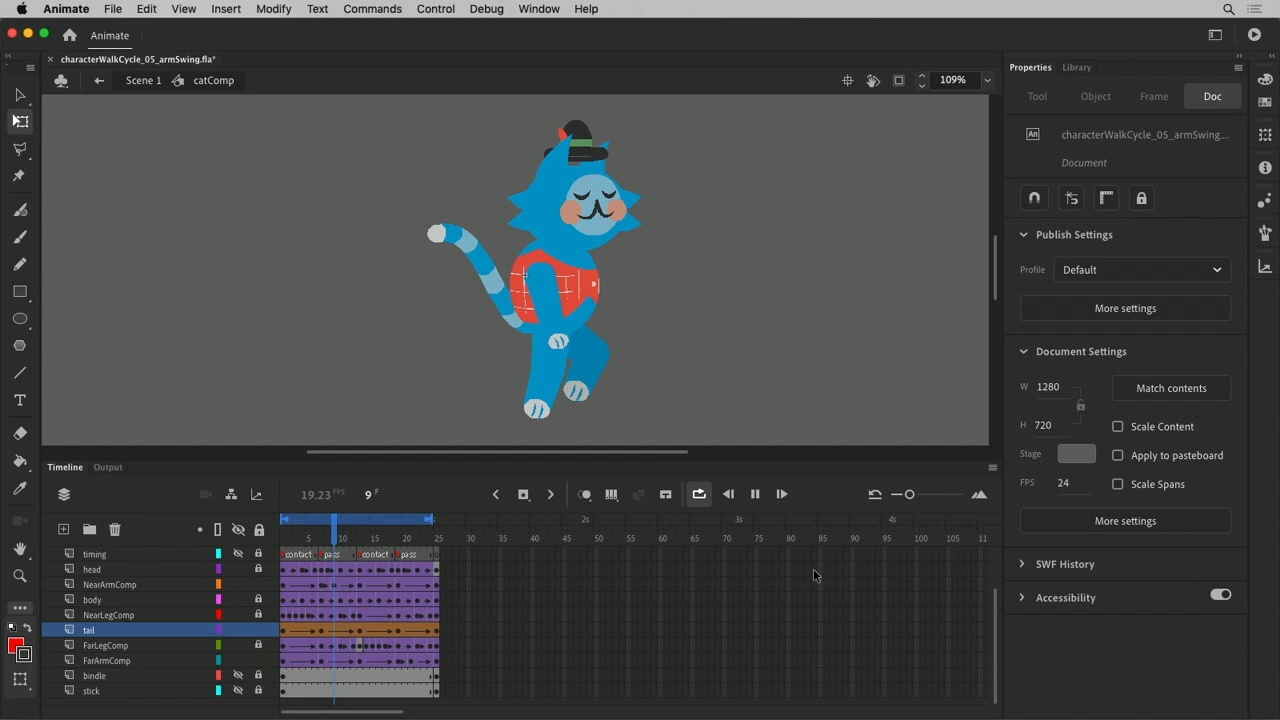 Animate File Edit View Insert Modify Text Commands Control Debug Window Help
Animate
× characterWalkCycle_05_armSwing.fla*
Scene 1 catComp 109%
Properties Library
Tool Object Frame Doc
An characterWalkCycle_05_armSwing....
Document
Publish Settings
Profile Default
More settings
Document Settings
W 1280 Match contents
H 720 Scale Content
Stage Apply to pasteboard
FPS 24 Scale Spans
More settings
SWF History
Accessibility
Timeline Output
19.23 FPS 9 F
1s 2s 3s 4s
5 10 15 20 25 30 35 40 45 50 55 60 65 70 75 80 85 90 95 100 105 11
timing contact pass contact pass
head
NearArmComp
body
NearLegComp
tail
FarLegComp
FarArmComp
bindle
stick